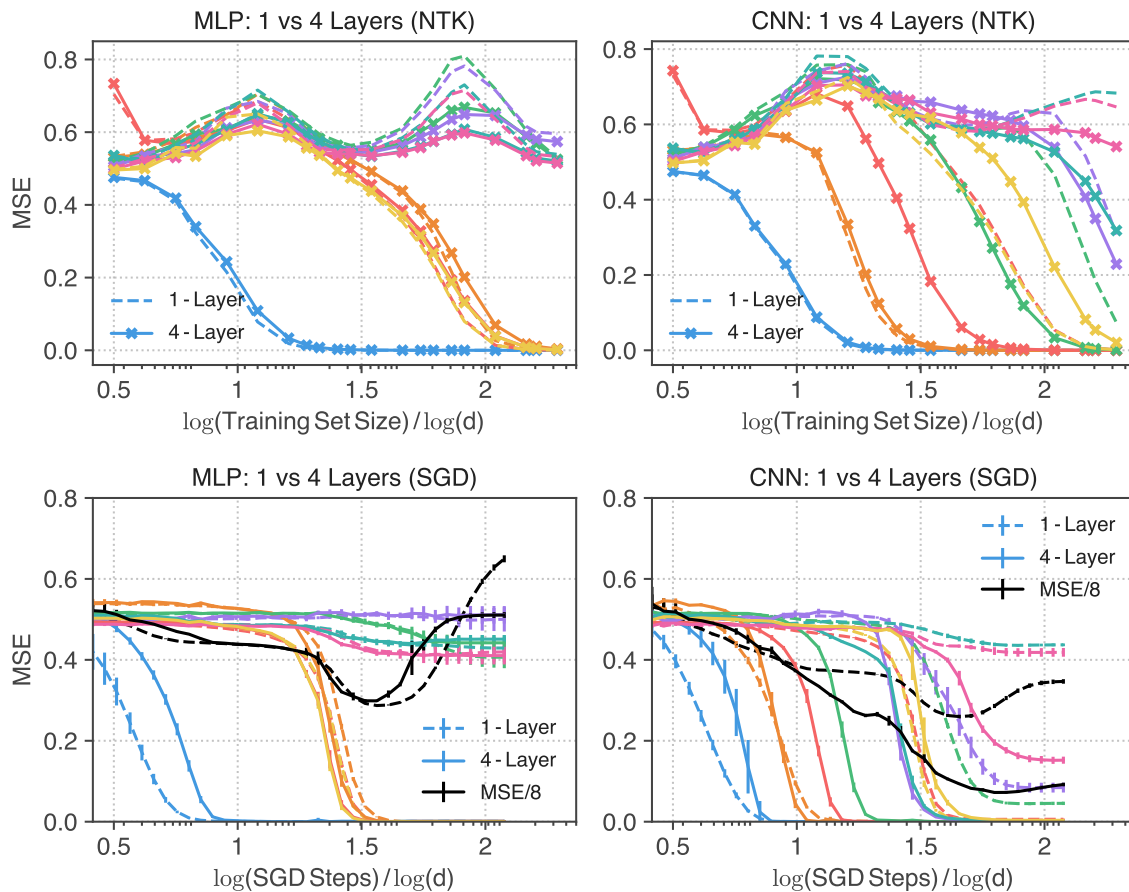 MLP: 1 vs 4 Layers (NTK)
MSE
0.8
0.6
0.4
0.2
0.0
1 - Layer
4 - Layer
0.5 1 1.5 2
log(Training Set Size) / log(d)
CNN: 1 vs 4 Layers (NTK)
0.8
0.6
0.4
0.2
0.0
1 - Layer
4 - Layer
0.5 1 1.5 2
log(Training Set Size) / log(d)
MLP: 1 vs 4 Layers (SGD)
MSE
0.8
0.6
0.4
0.2
0.0
1 - Layer
4 - Layer
MSE/8
0.5 1 1.5 2
log(SGD Steps) / log(d)
CNN: 1 vs 4 Layers (SGD)
0.8
0.6
0.4
0.2
0.0
1 - Layer
4 - Layer
MSE/8
0.5 1 1.5 2
log(SGD Steps) / log(d)